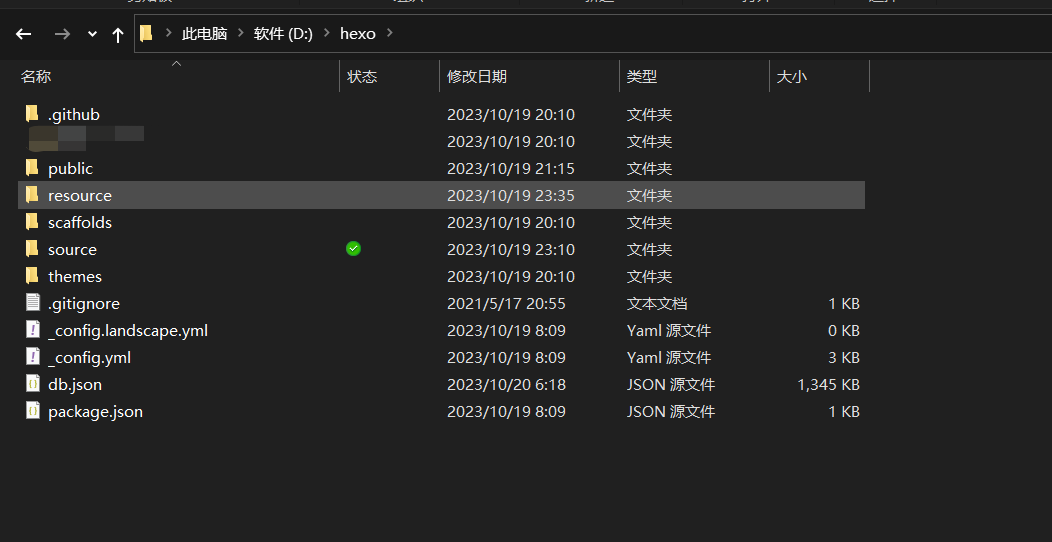 此电脑 软件 (D:) hexo
名称 状态 修改日期 类型 大小
.github 2023/10/19 20:10 文件夹
2023/10/19 20:10 文件夹
public 2023/10/19 21:15 文件夹
resource 2023/10/19 23:35 文件夹
scaffolds 2023/10/19 20:10 文件夹
source 2023/10/19 23:10 文件夹
themes 2023/10/19 20:10 文件夹
.gitignore 2021/5/17 20:55 文本文档 1 KB
_config.landscape.yml 2023/10/19 8:09 Yaml 源文件 0 KB
_config.yml 2023/10/19 8:09 Yaml 源文件 3 KB
db.json 2023/10/20 6:18 JSON 源文件 1,345 KB
package.json 2023/10/19 8:09 JSON 源文件 1 KB